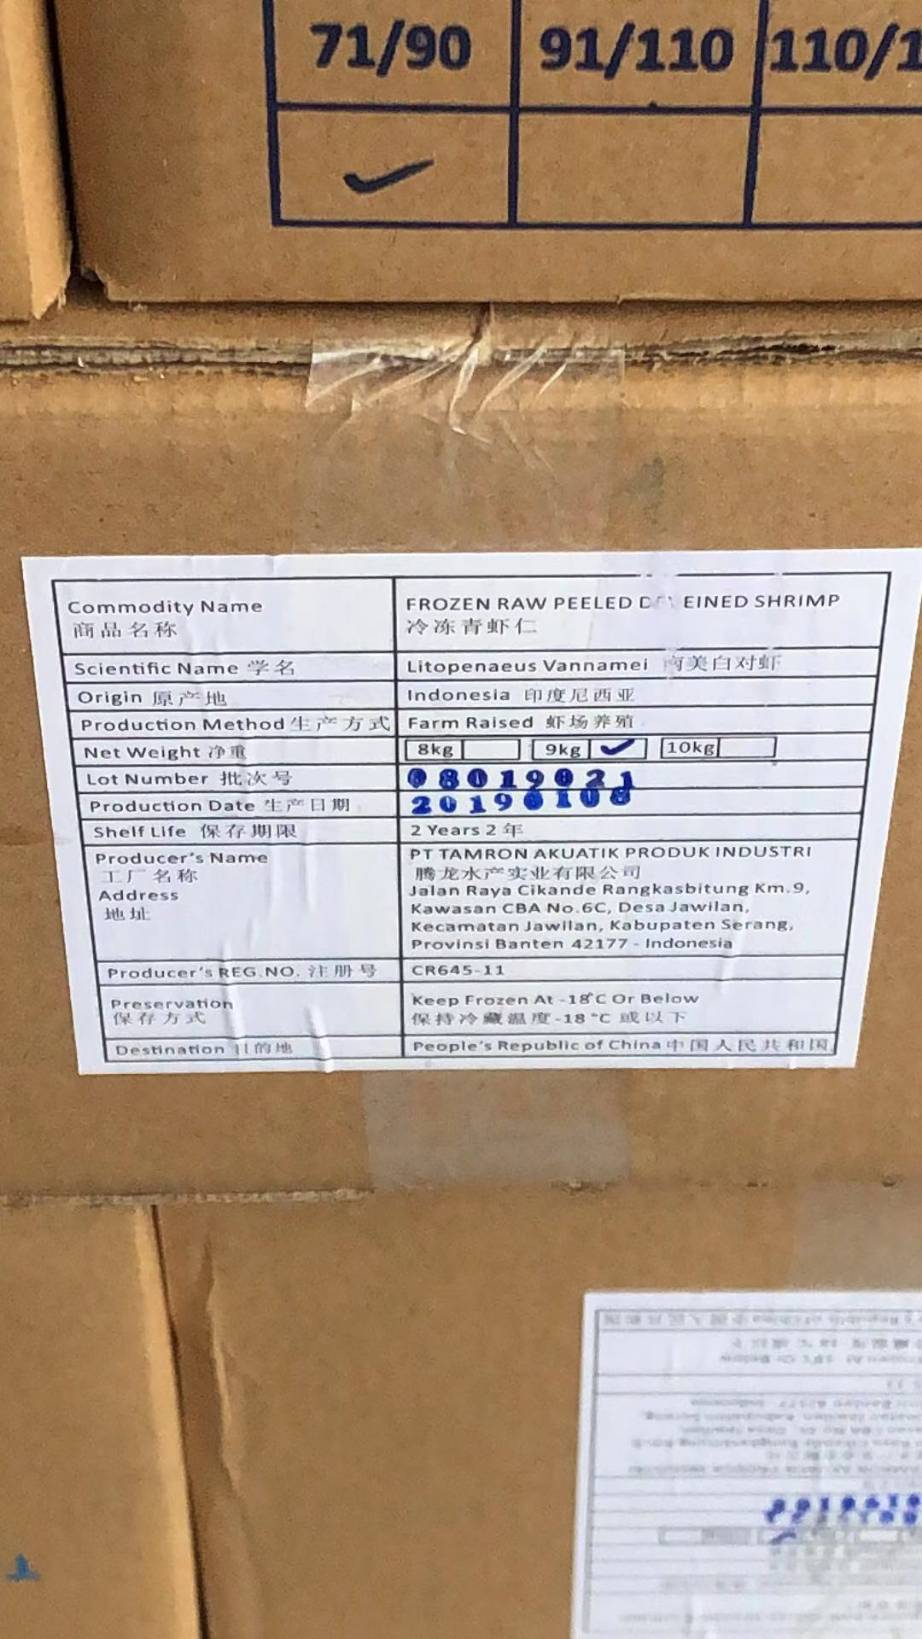 71/90 91/110 110/1
Commodity Name FROZEN RAW PEELED D EINED SHRIMP
商品名称 冷冻青虾仁
Scientific Name 学名 Litopenaeus Vannamei 南美白对虾
Origin 原产地 Indonesia 印度尼西亚
Production Method 生产方式 Farm Raised 虾场养殖
Net Weight 净重 8kg 9kg ✓ 10kg
Lot Number 批次号 08019021
Production Date 生产日期 20190108
Shelf Life 保存期限 2 Years 2 年
Producer's Name PT TAMRON AKUATIK PRODUK INDUSTRI
工厂名称 腾龙水产实业有限公司
Address Jalan Raya Cikande Rangkasbitung Km.9,
地址 Kawasan CBA No.6C, Desa Jawilan,
Kecamatan Jawilan, Kabupaten Serang,
Provinsi Banten 42177 - Indonesia
Producer's REG.NO. 注册号 CR645-11
Preservation Keep Frozen At -18°C Or Below
保存方式 保持冷藏温度-18 °C 或以下
Destination 目的地 People's Republic of China 中国人民共和国